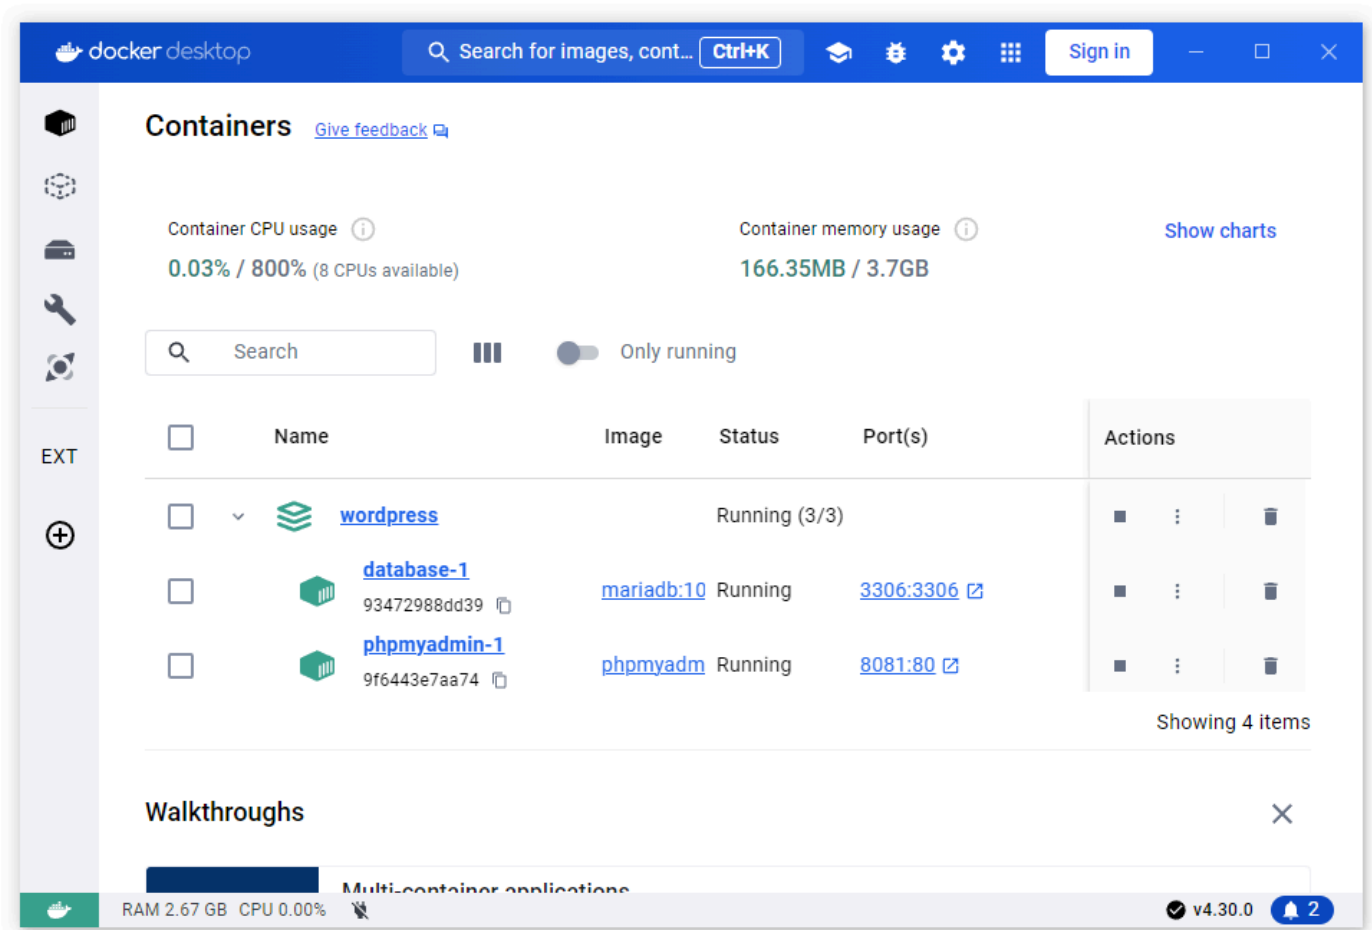 docker desktop Search for images, cont... Ctrl+K Sign in
Containers Give feedback
Container CPU usage Container memory usage Show charts
0.03% / 800% (8 CPUs available) 166.35MB / 3.7GB
Search Only running
Name Image Status Port(s) Actions
EXT
wordpress Running (3/3)
database-1
mariadb:10 Running 3306:3306
93472988dd39
phpmyadmin-1
phpmyadm Running 8081:80
9f6443e7aa74
Showing 4 items
Walkthroughs
Multi-container applications
RAM 2.67 GB CPU 0.00% v4.30.0 2